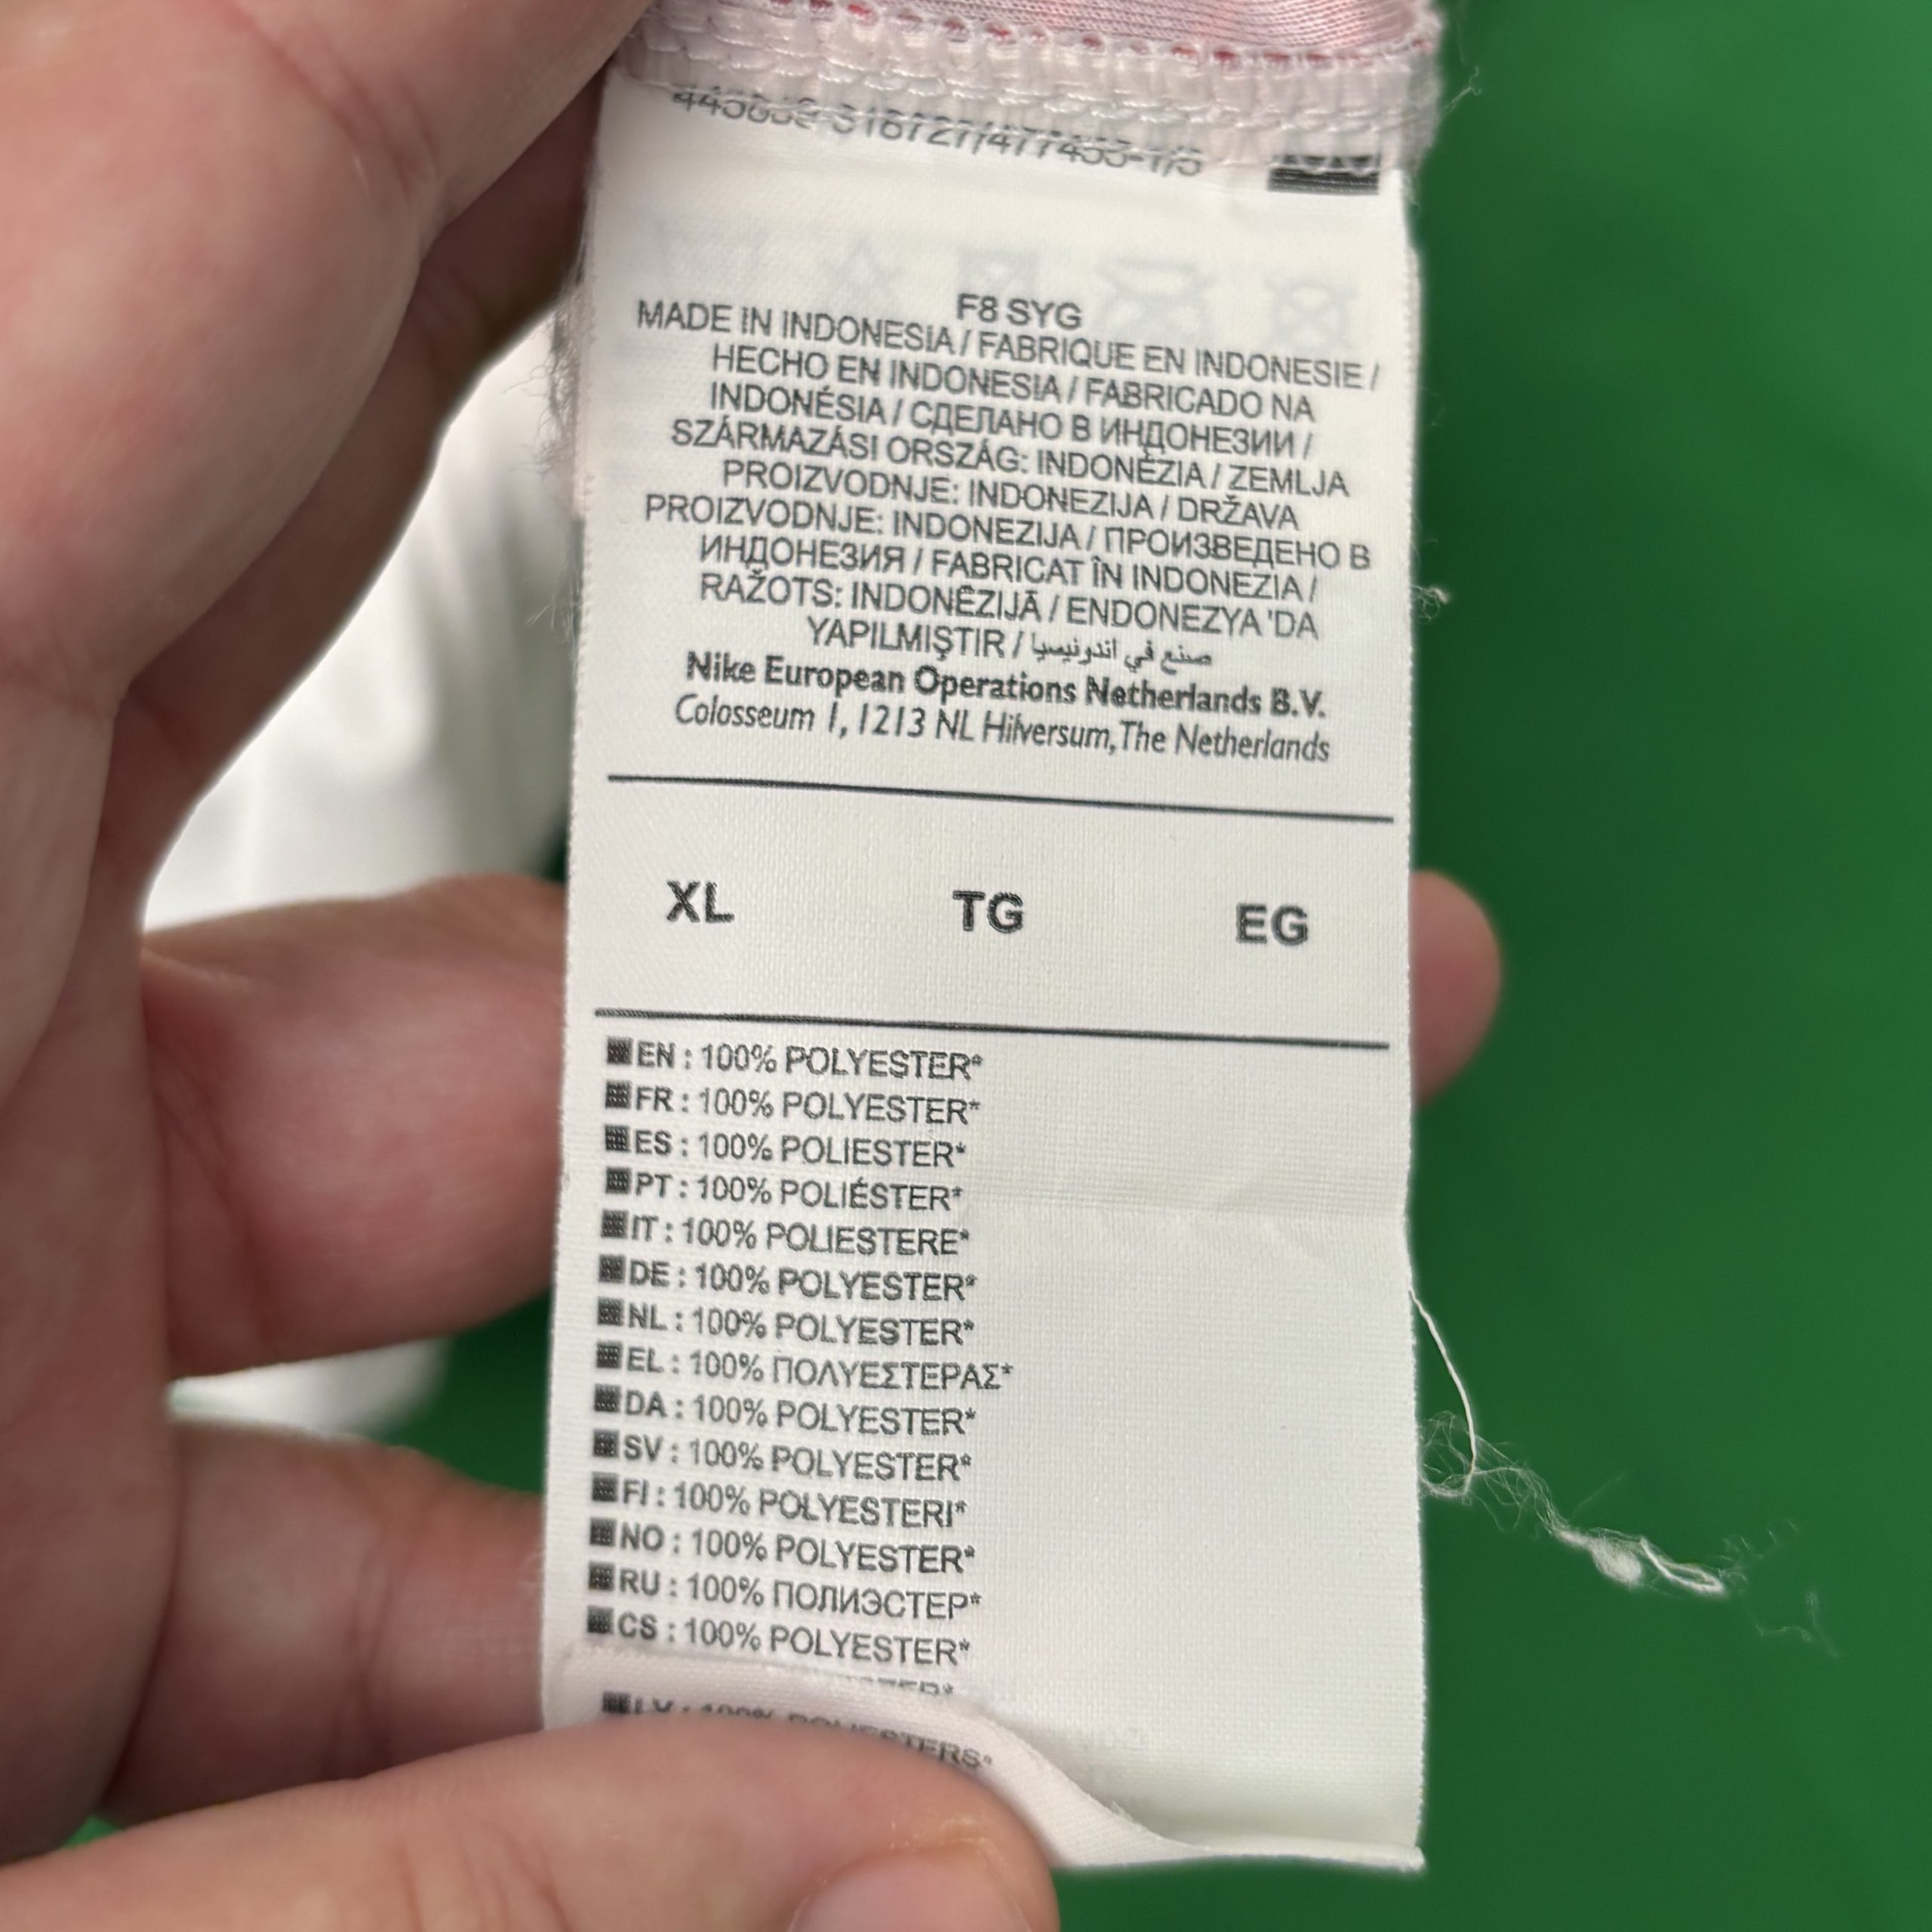 F8 SYG
MADE IN INDONESIA / FABRIQUE EN INDONESIE /
HECHO EN INDONESIA / FABRICADO NA
INDONÉSIA / СДЕЛАНО В ИНДОНЕЗИИ /
SZÁRMAZÁSI ORSZÁG: INDONÉZIA / ZEMLJA
PROIZVODNJE: INDONEZIJA / DRŽAVA
PROIZVODNJE: INDONEZIJA / ПРОИЗВЕДЕНО В
ИНДОНЕЗИЯ / FABRICAT ÎN INDONEZIA /
RAŽOTS: INDONĒZIJĀ / ENDONEZYA 'DA
YAPILMIŞTIR / صنع في اندونيسيا
Nike European Operations Netherlands B.V.
Colosseum 1, 1213 NL Hilversum, The Netherlands
XL TG EG
EN : 100% POLYESTER*
FR : 100% POLYESTER*
ES : 100% POLIESTER*
PT : 100% POLIÉSTER*
IT : 100% POLIESTERE*
DE : 100% POLYESTER*
NL : 100% POLYESTER*
EL : 100% ΠΟΛΥΕΣΤΕΡΑΣ*
DA : 100% POLYESTER*
SV : 100% POLYESTER*
FI : 100% POLYESTERI*
NO : 100% POLYESTER*
RU : 100% ПОЛИЭСТЕР*
CS : 100% POLYESTER*
LV : 100% POLIESTERS*